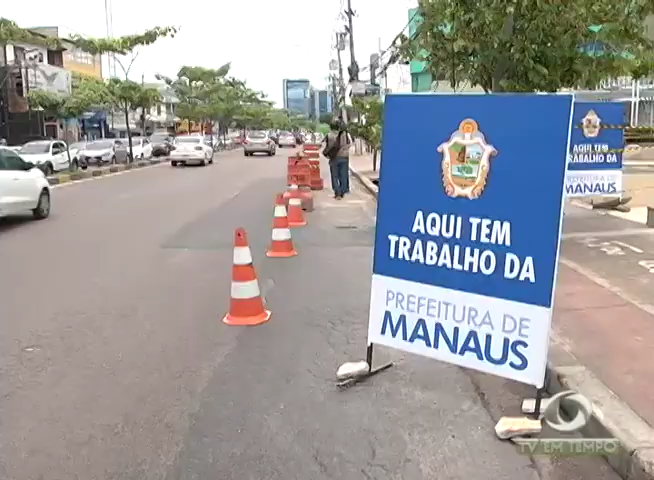 AQUI TEM
TRABALHO DA
PREFEITURA DE
MANAUS
AQUI TEM
TRABALHO DA
MANAUS
TV EM TEMPO